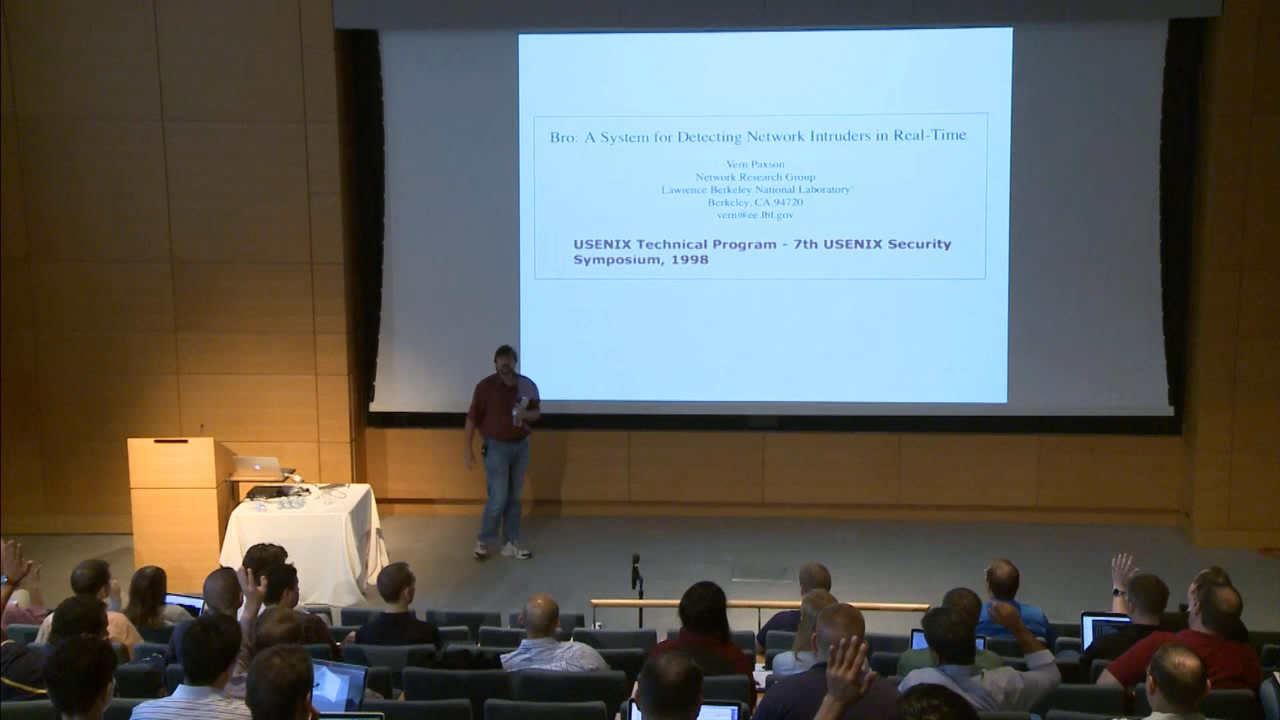 Bro: A System for Detecting Network Intruders in Real-Time
Vern Paxson
Network Research Group
Lawrence Berkeley National Laboratory
Berkeley, CA 94720
vern@ee.lbl.gov
USENIX Technical Program - 7th USENIX Security
Symposium, 1998